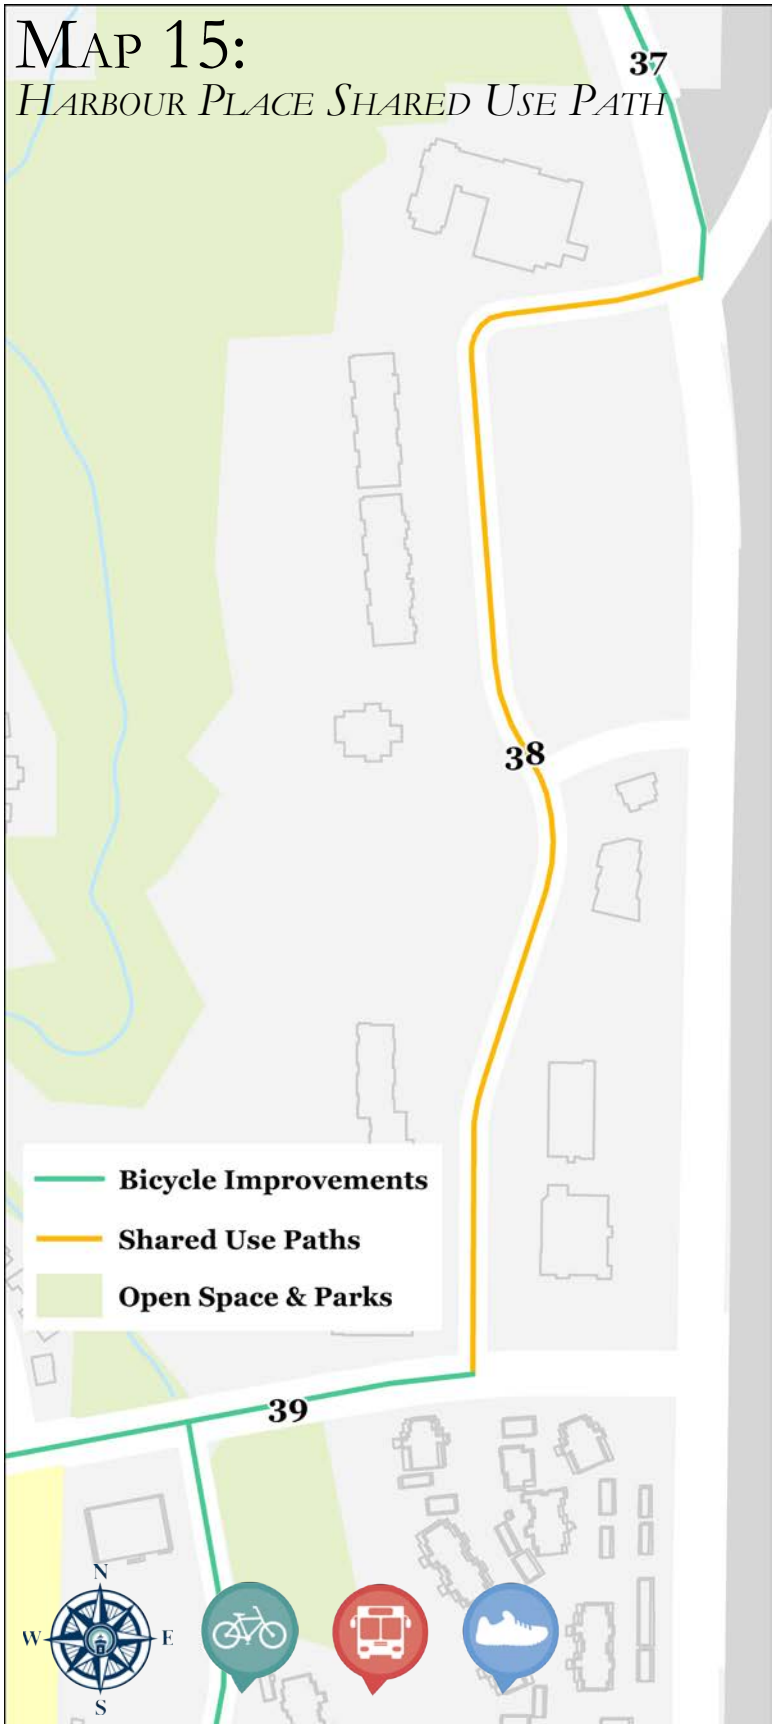 MAP 15:
HARBOUR PLACE SHARED USE PATH
37
38
Bicycle Improvements
Shared Use Paths
Open Space & Parks
39
N
W E
S